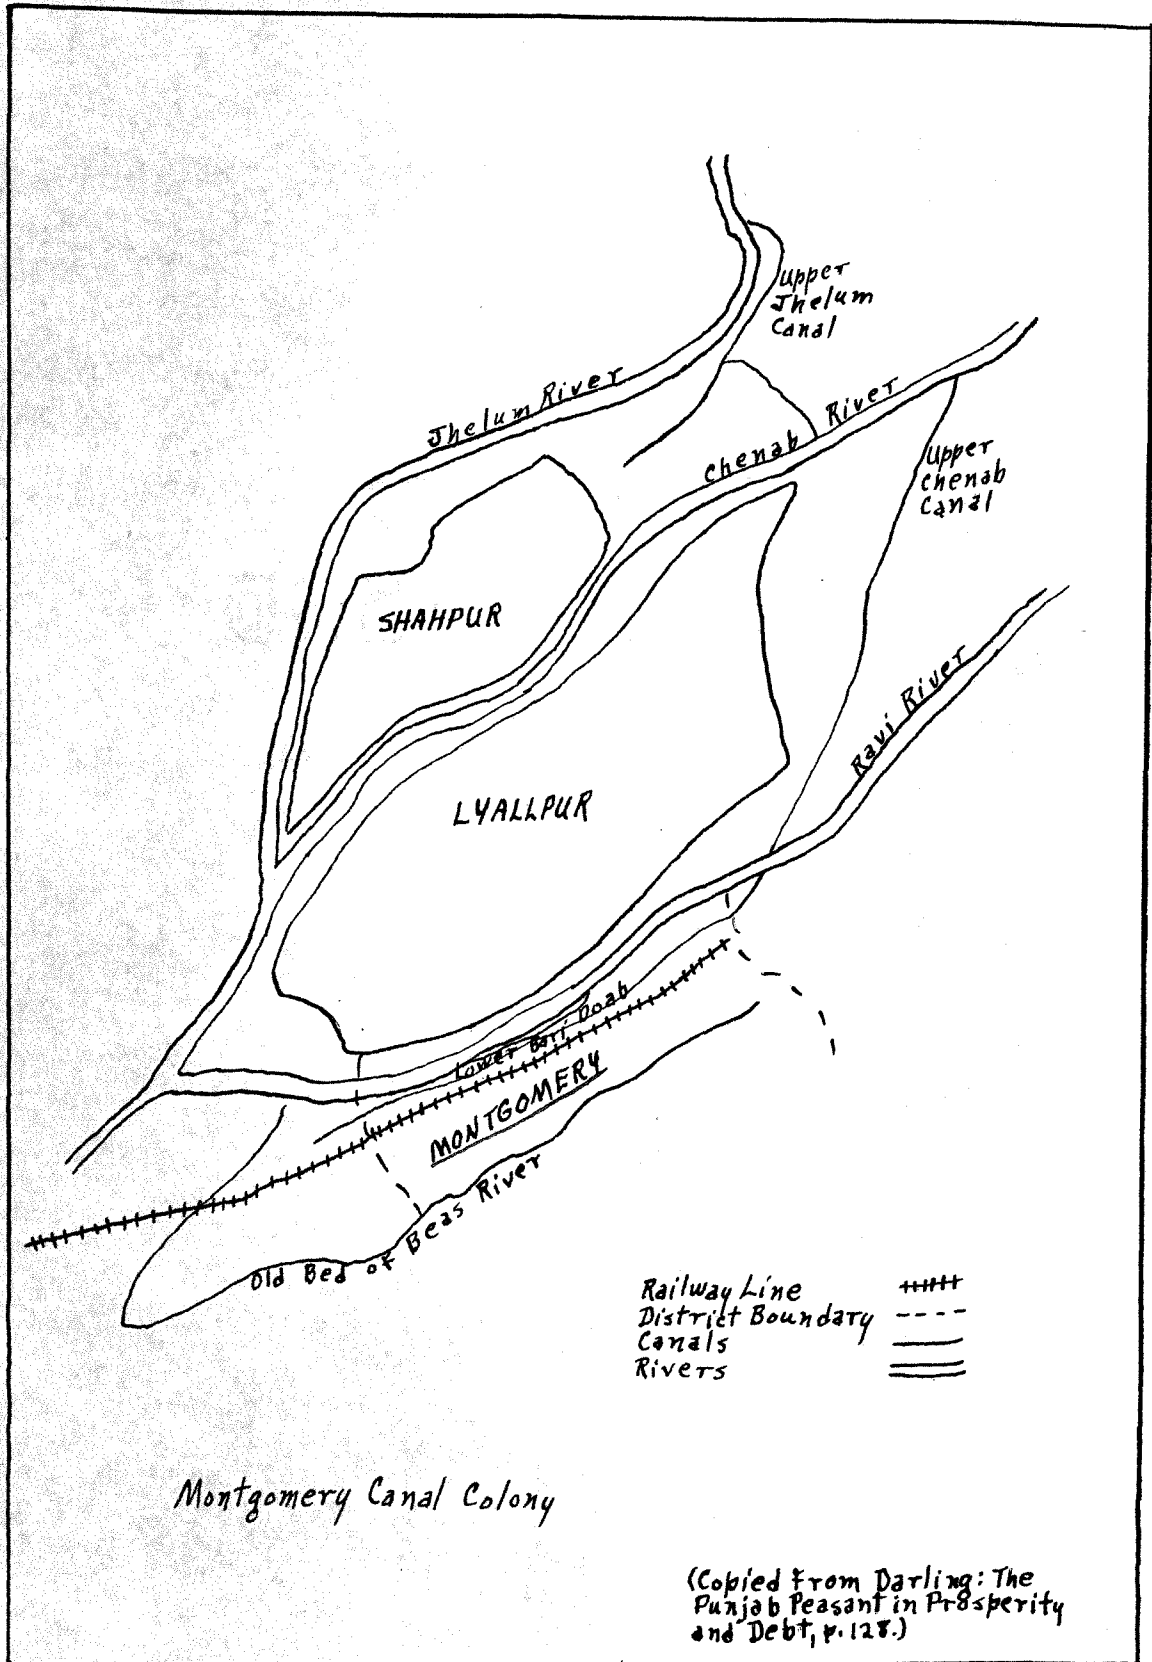 Upper
Jhelum
Canal
Jhelum River
Chenab River
Upper
Chenab
Canal
SHAHPUR
Ravi River
LYALLPUR
Lower Bari Doab
MONTGOMERY
Old Bed of Beas River
Railway Line
District Boundary
Canals
Rivers
Montgomery Canal Colony
(Copied From Darling: The
Punjab Peasant in Prosperity
and Debt, p. 128.)